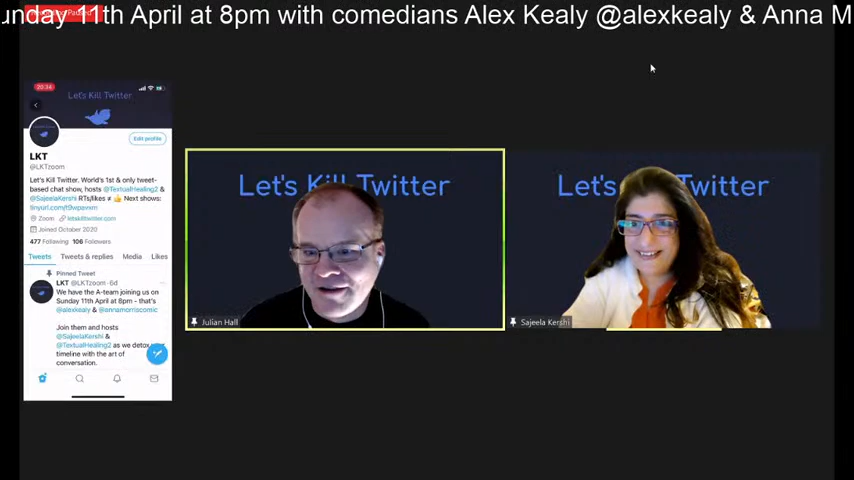 unday 11th April at 8pm with comedians Alex Kealy @alexkealy & Anna M
20:34
Let's Kill Twitter
Edit profile
LKT
@LKTzoom
Let's Kill Twitter. World's 1st & only tweet-
based chat show, hosts @TextualHealing2 &
@SajeelaKershi RTs/likes ≠ 👍 Next shows:
Zoom letskilltwitter.com
Joined October 2020
477 Following 106 Followers
Tweets Tweets & replies Media Likes
Pinned Tweet
LKT @LKTzoom · 6d
We have the A-team joining us on
Sunday 11th April at 8pm - that's
@alexkealy & @annamorriscomic
Join them and hosts
@SajeelaKershi &
@TextualHealing2 as we detox your
timeline with the art of
conversation.
Let's Kill Twitter
Julian Hall
Let's Twitter
Sajeela Kershi